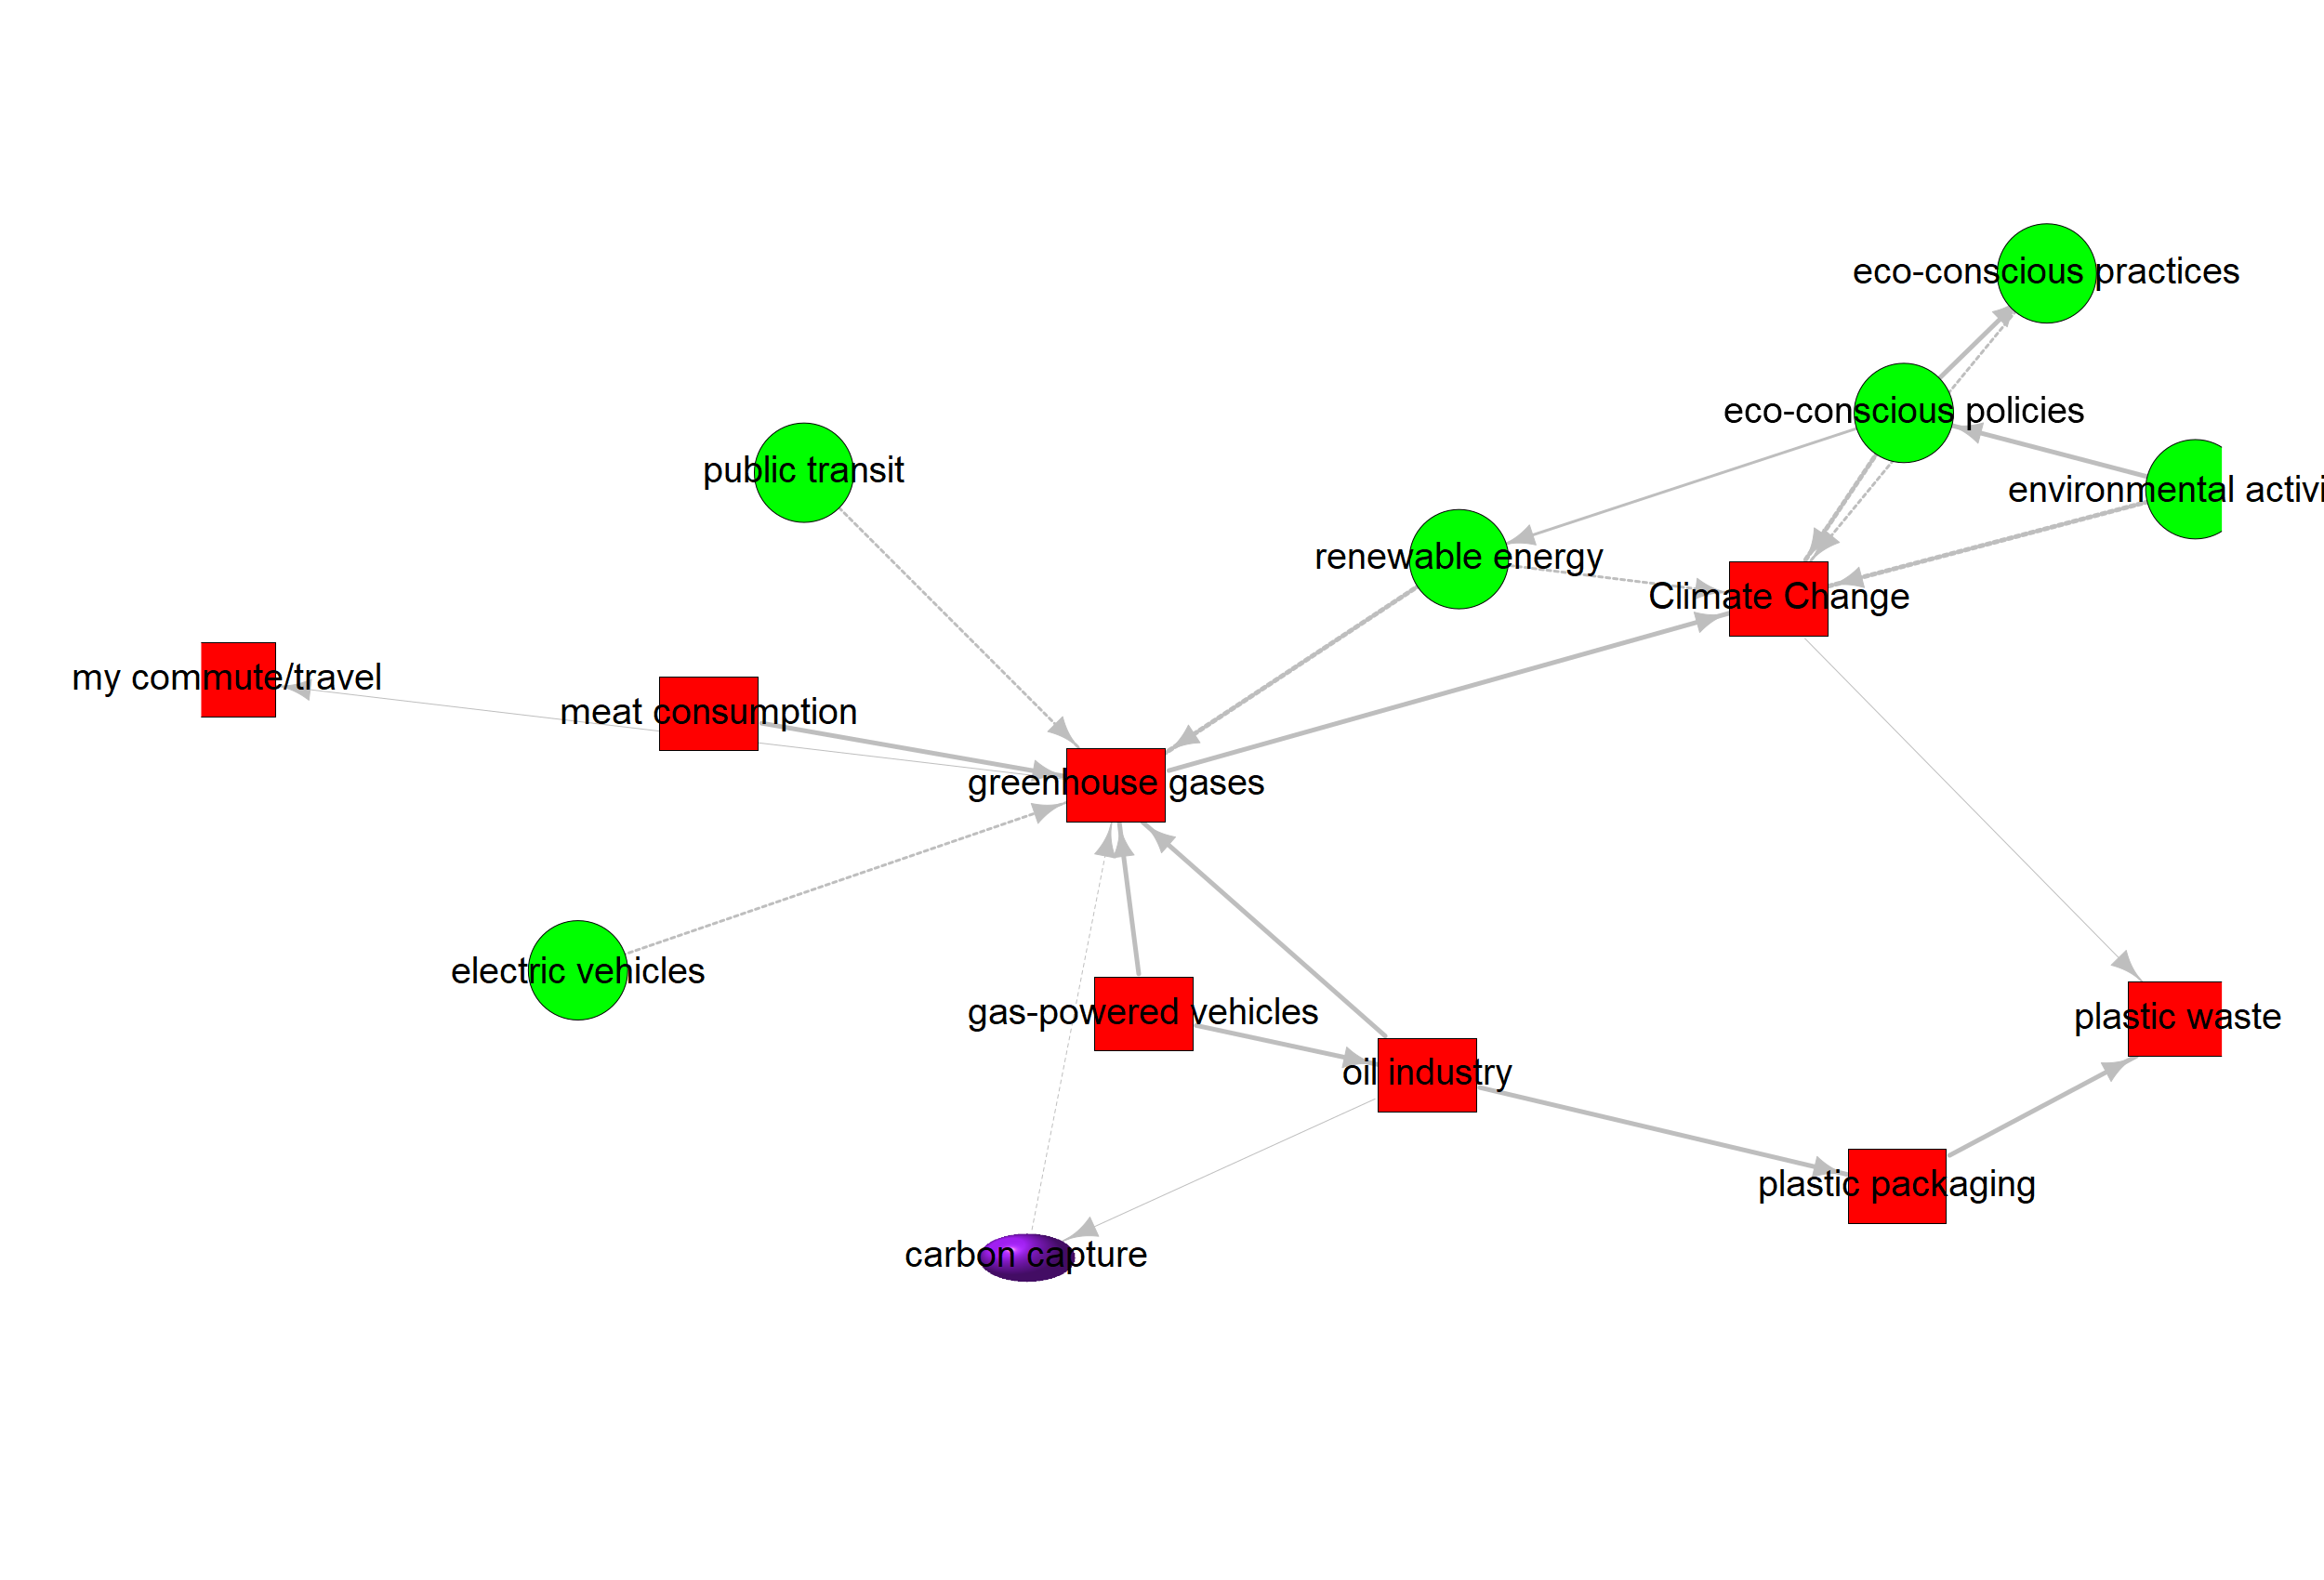 eco-conscious practices
eco-conscious policies
public transit
environmental activi
renewable energy
Climate Change
my commute/travel
meat consumption
greenhouse gases
electric vehicles
gas-powered vehicles
plastic waste
oil industry
plastic packaging
carbon capture